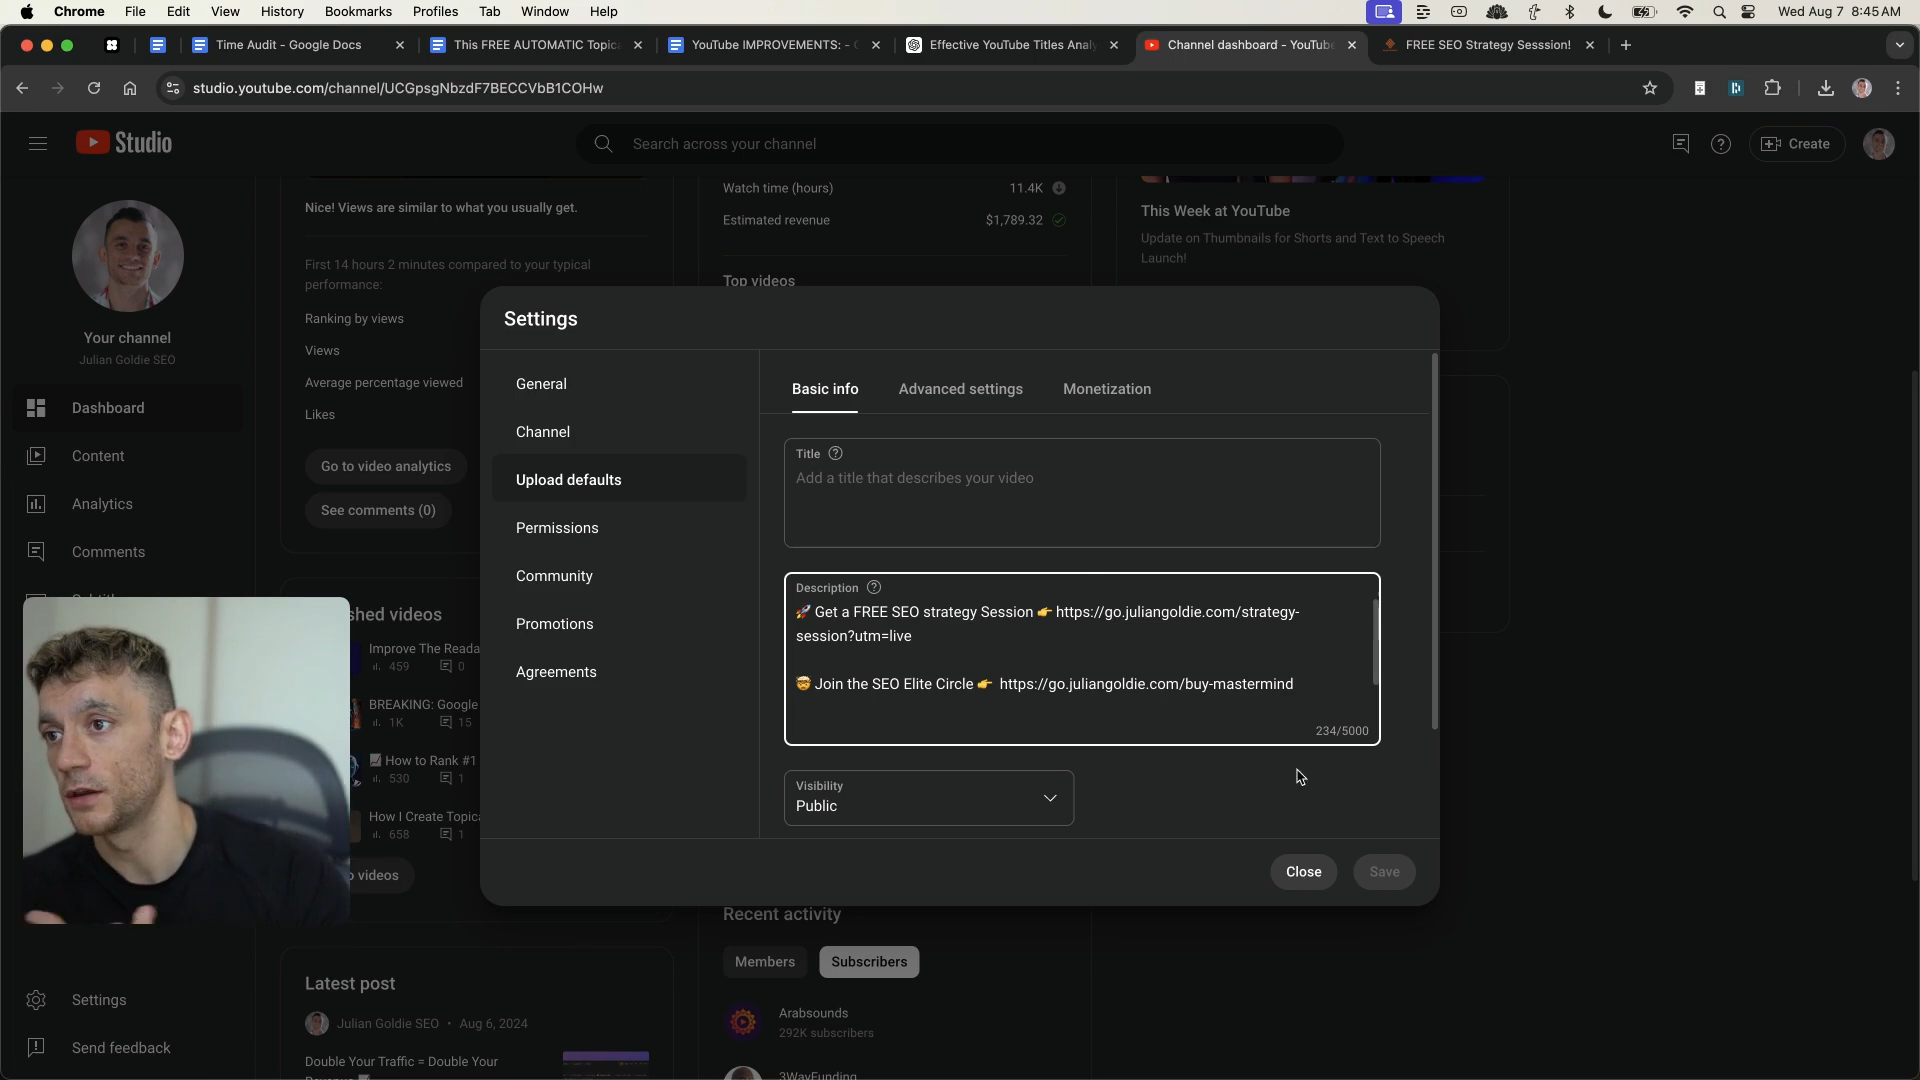 Chrome File Edit View History Bookmarks Profiles Tab Window Help
Wed Aug 7 8:45 AM
Time Audit - Google Docs
This FREE AUTOMATIC Topica
YouTube IMPROVEMENTS: -
Effective YouTube Titles Analy
Channel dashboard - YouTube
FREE SEO Strategy Sesssion!
studio.youtube.com/channel/UCGpsgNbzdF7BECCVbB1COHw
Studio
Search across your channel
Create
Your channel
Julian Goldie SEO
Dashboard
Content
Analytics
Comments
Settings
Send feedback
Nice! Views are similar to what you usually get.
First 14 hours 2 minutes compared to your typical
performance:
Ranking by views
Views
Average percentage viewed
Likes
Go to video analytics
See comments (0)
shed videos
Improve The Reada
459 0
BREAKING: Google
1K 15
📈 How to Rank #1
530 1
How I Create Topica
658 1
videos
Latest post
Julian Goldie SEO • Aug 6, 2024
Double Your Traffic = Double Your
Watch time (hours) 11.4K
Estimated revenue $1,789.32
Top videos
This Week at YouTube
Update on Thumbnails for Shorts and Text to Speech
Launch!
Settings
General
Channel
Upload defaults
Permissions
Community
Promotions
Agreements
Basic info Advanced settings Monetization
Title
Add a title that describes your video
Description
🚀 Get a FREE SEO strategy Session 👉 https://go.juliangoldie.com/strategy-
session?utm=live
🤯 Join the SEO Elite Circle 👉 https://go.juliangoldie.com/buy-mastermind
234/5000
Visibility
Public
Close Save
Recent activity
Members Subscribers
Arabsounds
292K subscribers
3WayFunding